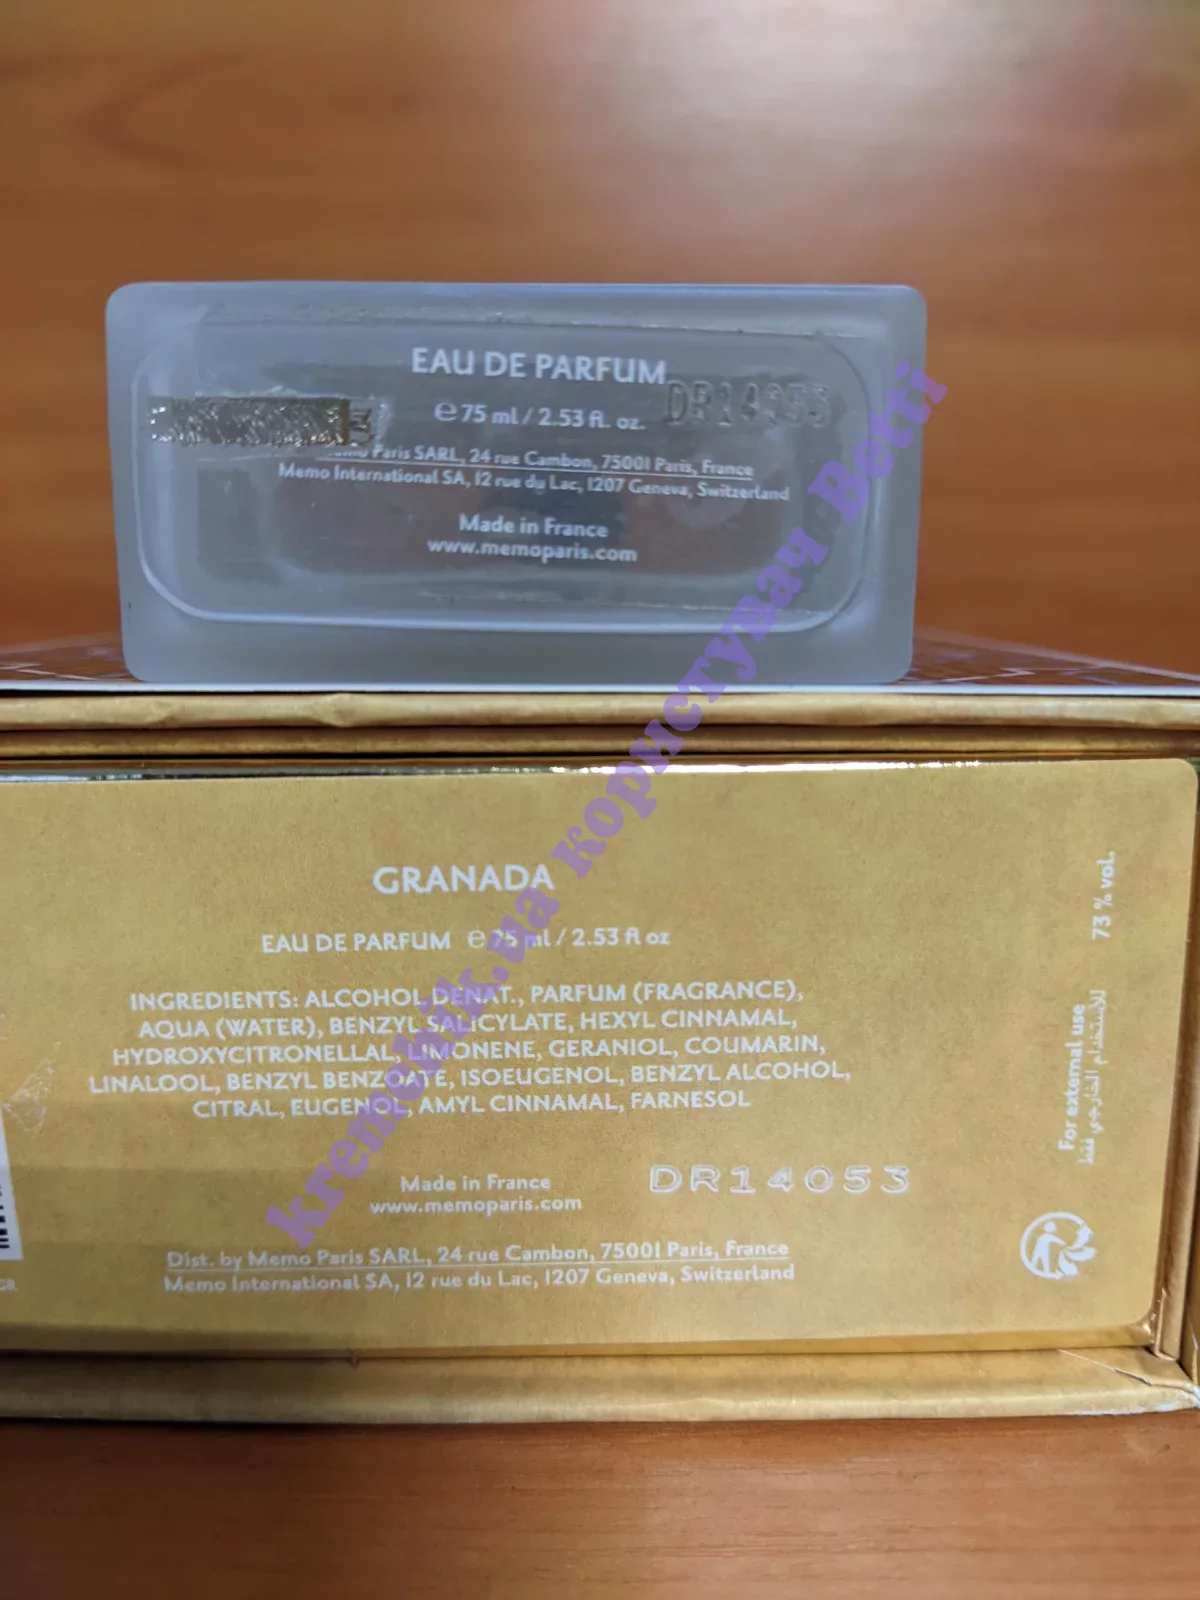 EAU DE PARFUM
e 75 ml / 2.53 fl. oz.
DR14053
Paris SARL, 24 rue Cambon, 75001 Paris, France
Memo International SA, 12 rue du Lac, 1207 Geneva, Switzerland
Made in France
www.memoparis.com
GRANADA
EAU DE PARFUM e 75 ml / 2.53 fl oz
INGREDIENTS: ALCOHOL DENAT., PARFUM (FRAGRANCE),
AQUA (WATER), BENZYL SALICYLATE, HEXYL CINNAMAL,
HYDROXYCITRONELLAL, LIMONENE, GERANIOL, COUMARIN,
LINALOOL, BENZYL BENZOATE, ISOEUGENOL, BENZYL ALCOHOL,
CITRAL, EUGENOL, AMYL CINNAMAL, FARNESOL
Made in France
www.memoparis.com
DR14053
Dist. by Memo Paris SARL, 24 rue Cambon, 75001 Paris, France
Memo International SA, 12 rue du Lac, 1207 Geneva, Switzerland
73 % vol.
For external use
للاستخدام الخارجي فقط
kremobik.ua користувач Betti